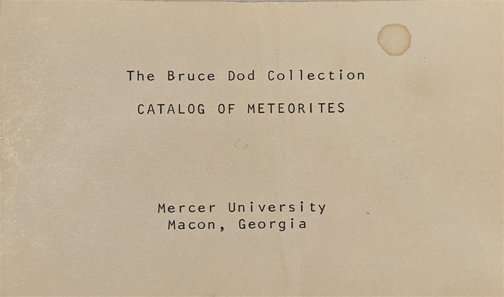 The Bruce Dod Collection
CATALOG OF METEORITES
Mercer University
Macon, Georgia